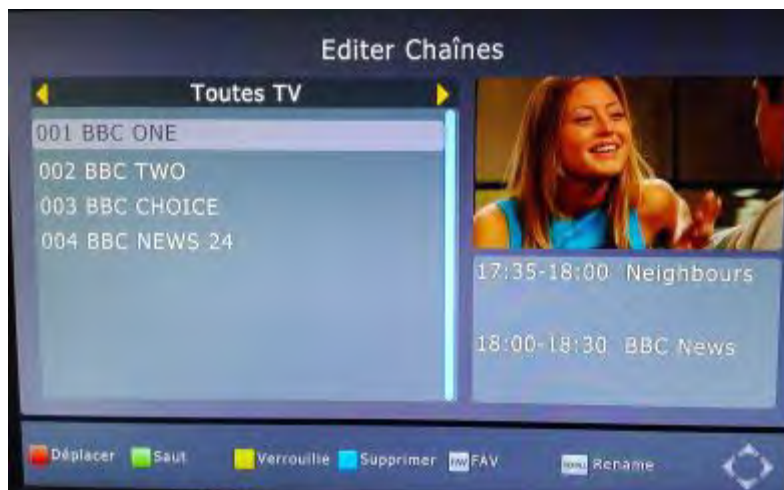 Editer Chaînes
Toutes TV
001 BBC ONE
002 BBC TWO
003 BBC CHOICE
004 BBC NEWS 24
17:35-18:00 Neighbours
18:00-18:30 BBC News
Déplacer Saut Verrouille Supprimer FAV FAV Rename